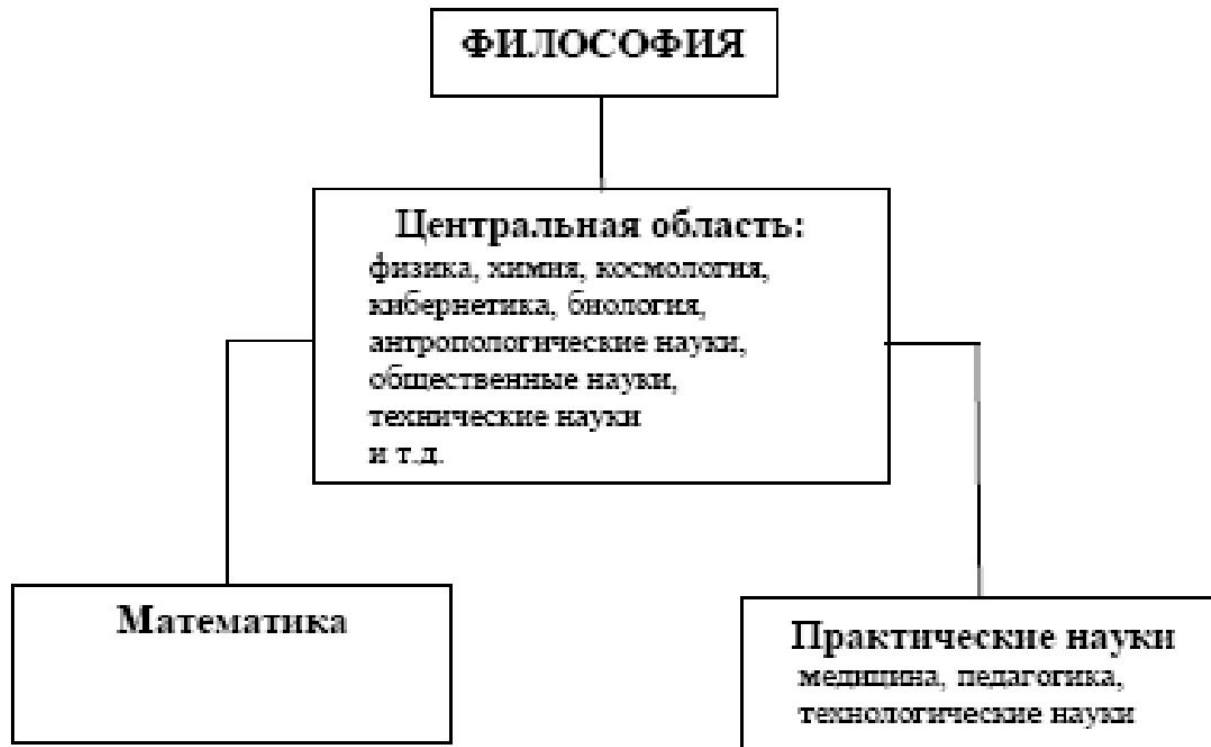 ФИЛОСОФИЯ
Центральная область:
физика, химия, космология,
кибернетика, биология,
антропологические науки,
общественные науки,
технические науки
и т.д.
Математика
Практические науки
медицина, педагогика,
технологические науки